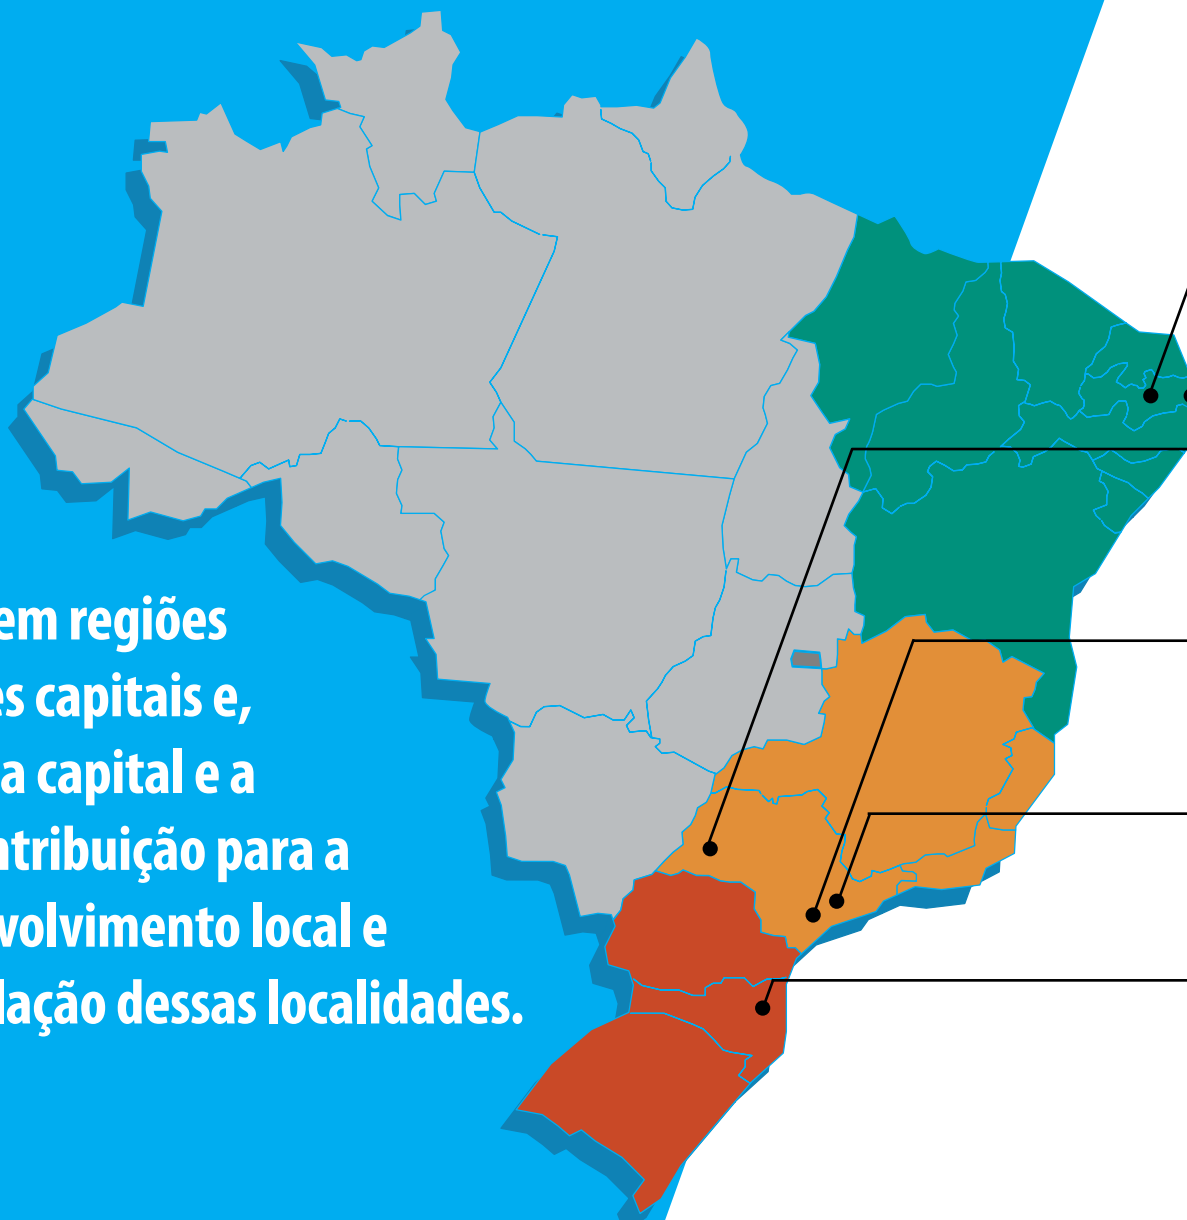 em regiões
es capitais e,
a capital e a
ntribuição para a
volvimento local e
lação dessas localidades.